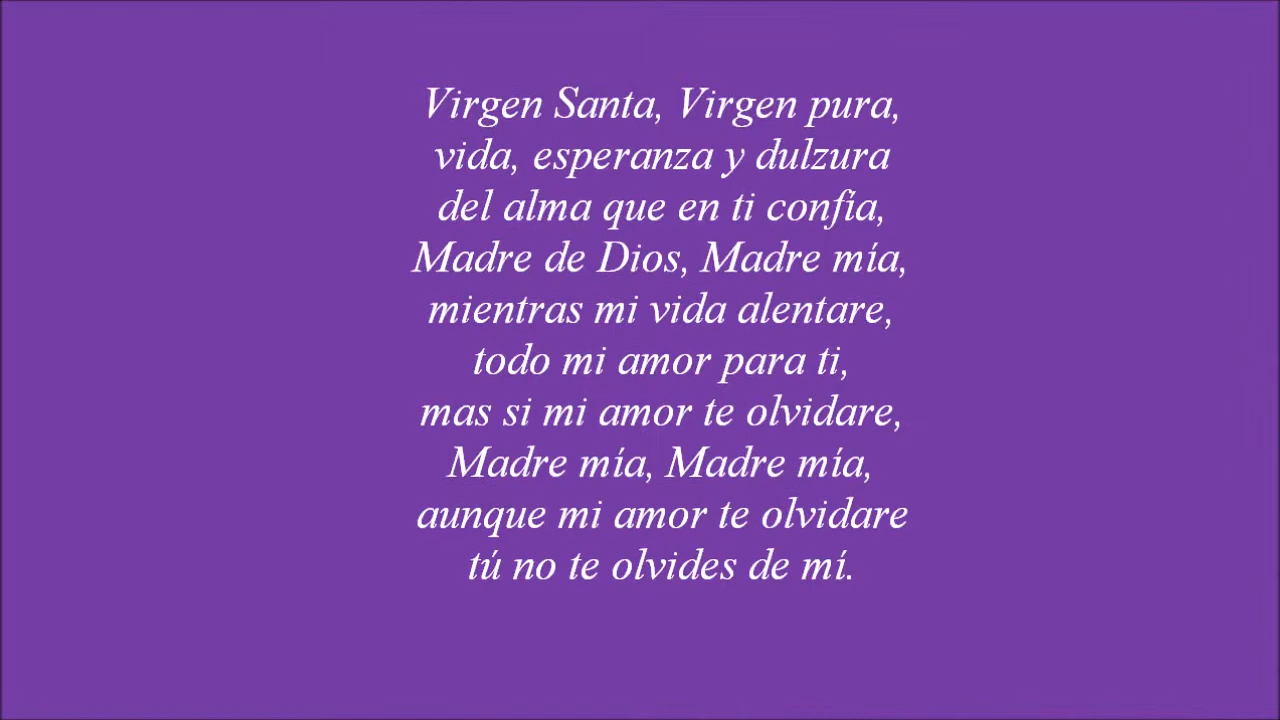 Virgen Santa, Virgen pura,
vida, esperanza y dulzura
del alma que en ti confía,
Madre de Dios, Madre mía,
mientras mi vida alentare,
todo mi amor para ti,
mas si mi amor te olvidare,
Madre mía, Madre mía,
aunque mi amor te olvidare
tú no te olvides de mí.